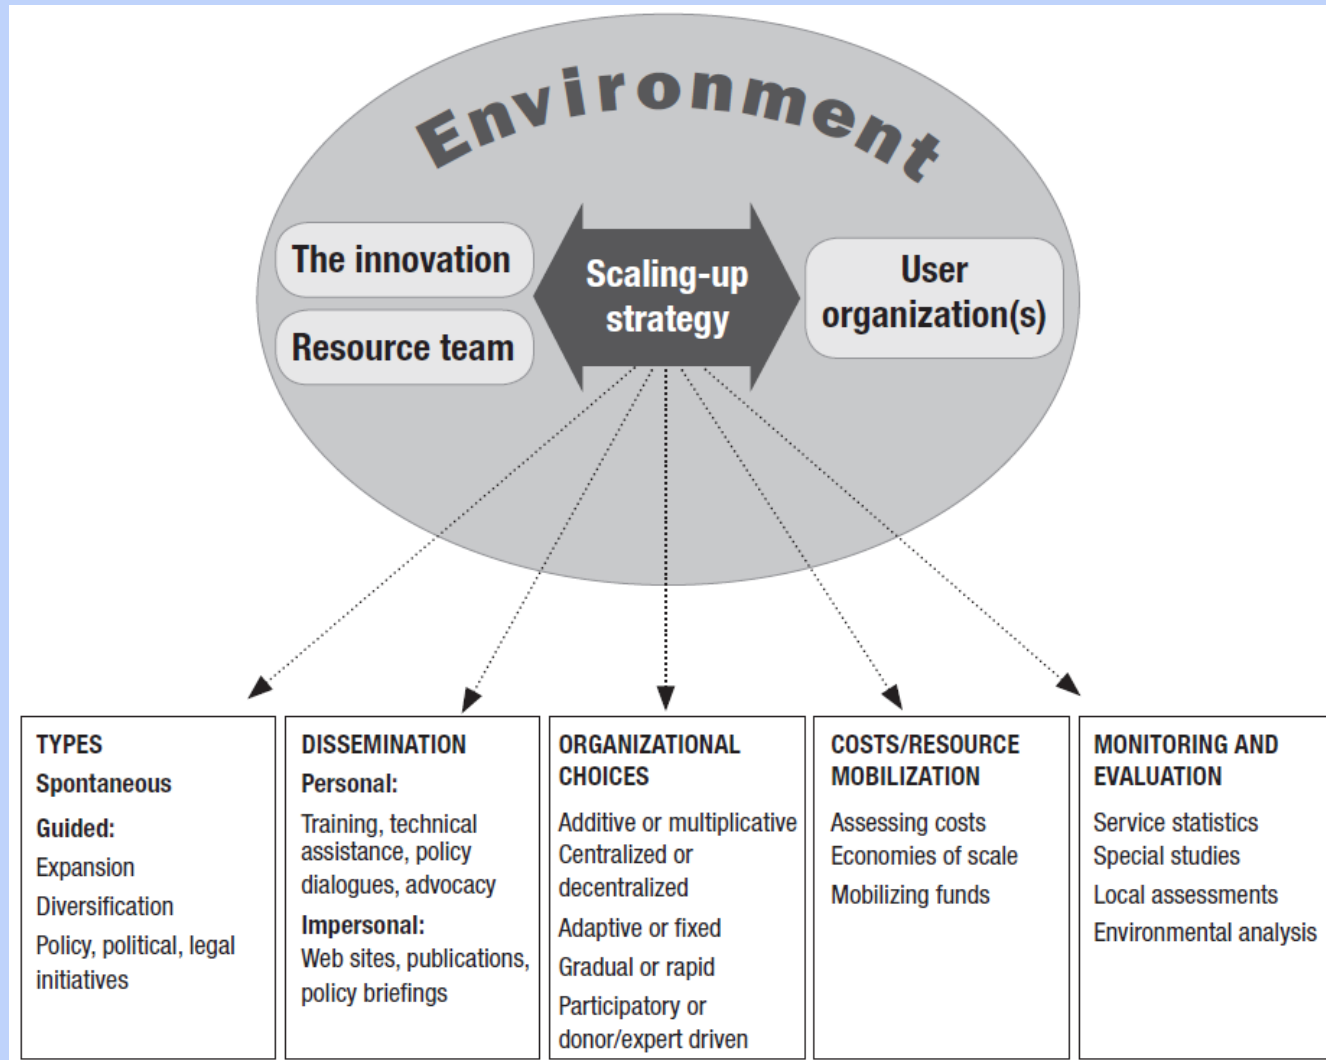 Environment
The innovation
Resource team
Scaling-up
strategy
User
organization(s)
TYPES
Spontaneous
Guided:
Expansion
Diversification
Policy, political, legal
initiatives
DISSEMINATION
Personal:
Training, technical
assistance, policy
dialogues, advocacy
Impersonal:
Web sites, publications,
policy briefings
ORGANIZATIONAL
CHOICES
Additive or multiplicative
Centralized or
decentralized
Adaptive or fixed
Gradual or rapid
Participatory or
donor/expert driven
COSTS/RESOURCE
MOBILIZATION
Assessing costs
Economies of scale
Mobilizing funds
MONITORING AND
EVALUATION
Service statistics
Special studies
Local assessments
Environmental analysis